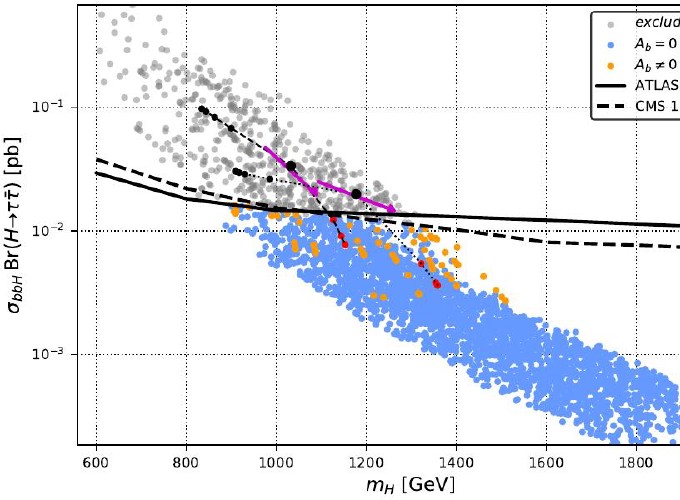 exclud
A_b = 0
A_b ≠ 0
ATLAS
CMS 1
10⁻¹
10⁻²
10⁻³
σ_bbH Br(H→ττ̄) [pb]
600 800 1000 1200 1400 1600 1800
m_H [GeV]